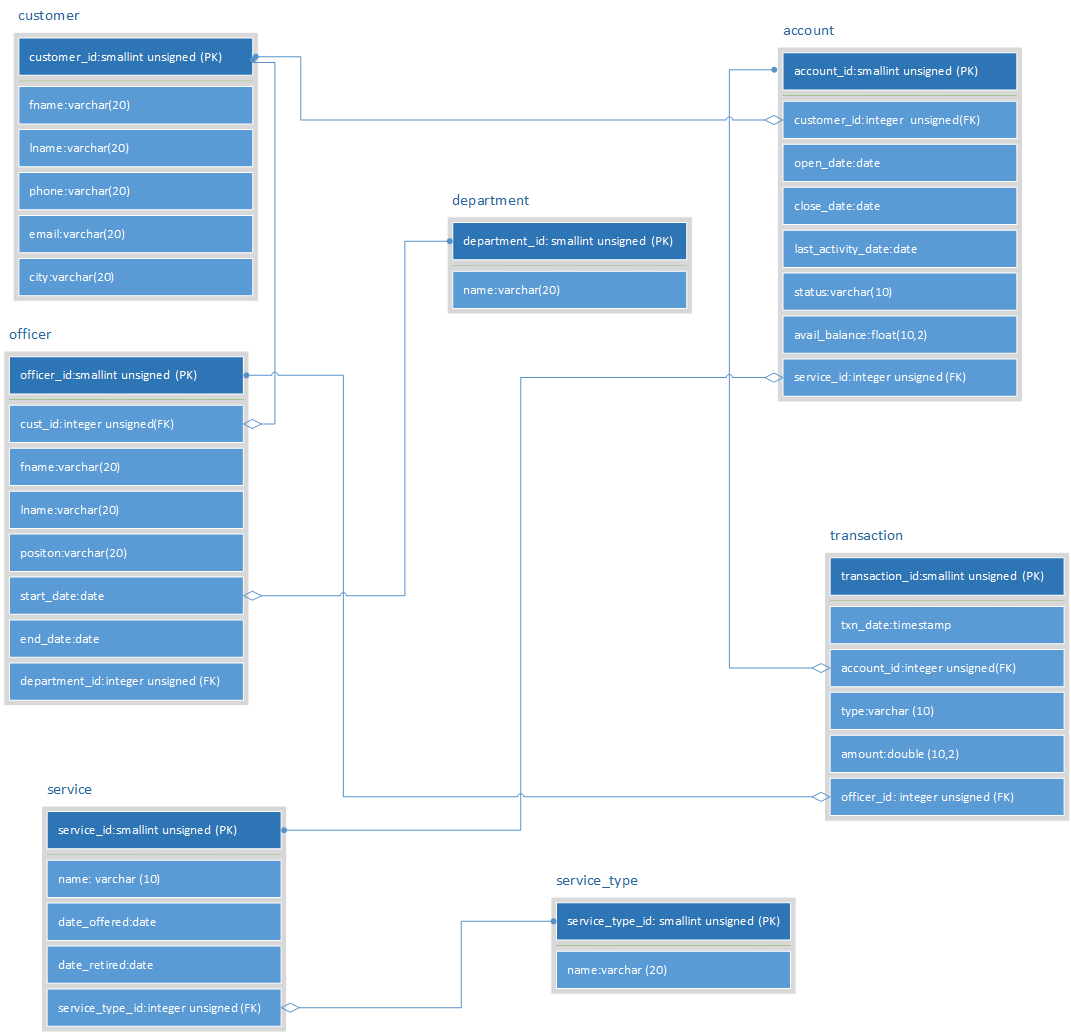 customer
customer_id:smallint unsigned (PK)
fname:varchar(20)
lname:varchar(20)
phone:varchar(20)
email:varchar(20)
city:varchar(20)
account
account_id:smallint unsigned (PK)
customer_id:integer unsigned(FK)
open_date:date
close_date:date
last_activity_date:date
status:varchar(10)
avail_balance:float(10,2)
service_id:integer unsigned (FK)
department
department_id: smallint unsigned (PK)
name:varchar(20)
officer
officer_id:smallint unsigned (PK)
cust_id:integer unsigned(FK)
fname:varchar(20)
lname:varchar(20)
positon:varchar(20)
start_date:date
end_date:date
department_id:integer unsigned (FK)
transaction
transaction_id:smallint unsigned (PK)
txn_date:timestamp
account_id:integer unsigned(FK)
type:varchar (10)
amount:double (10,2)
officer_id: integer unsigned (FK)
service
service_id:smallint unsigned (PK)
name: varchar (10)
date_offered:date
date_retired:date
service_type_id:integer unsigned (FK)
service_type
service_type_id: smallint unsigned (PK)
name:varchar (20)